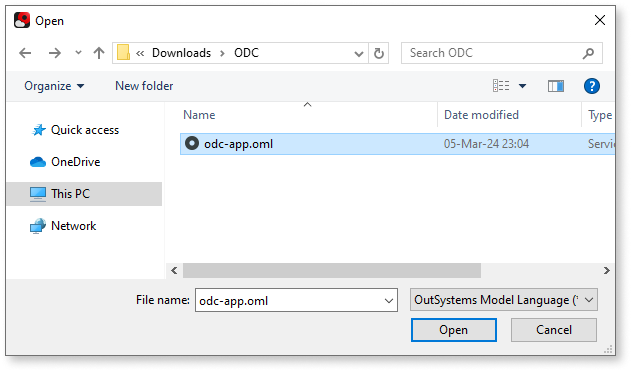 Open
« Downloads › ODC
Search ODC
Organize
New folder
?
Name
Date modified
Type
Quick access
odc-app.oml
05-Mar-24 23:04
Servic
OneDrive
This PC
Network
File name:
odc-app.oml
OutSystems Model Language (*
Open
Cancel